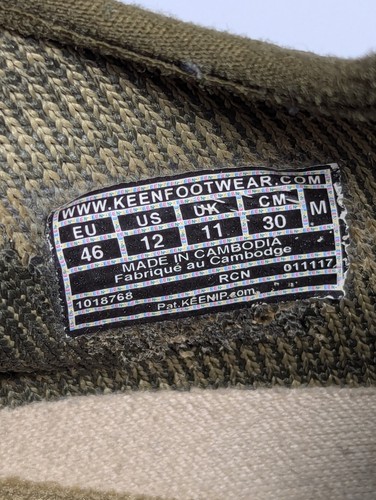 WWW.KEENFOOTWEAR.COM
EU US UK CM M
46 12 11 30
MADE IN CAMBODIA
Fabriqué au Cambodge
RCN 011117
1018768
Pat.KEENIP.com